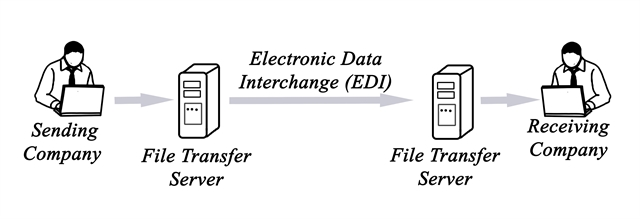 Electronic Data
Interchange (EDI)
Sending
Company
File Transfer
Server
File Transfer
Server
Receiving
Company